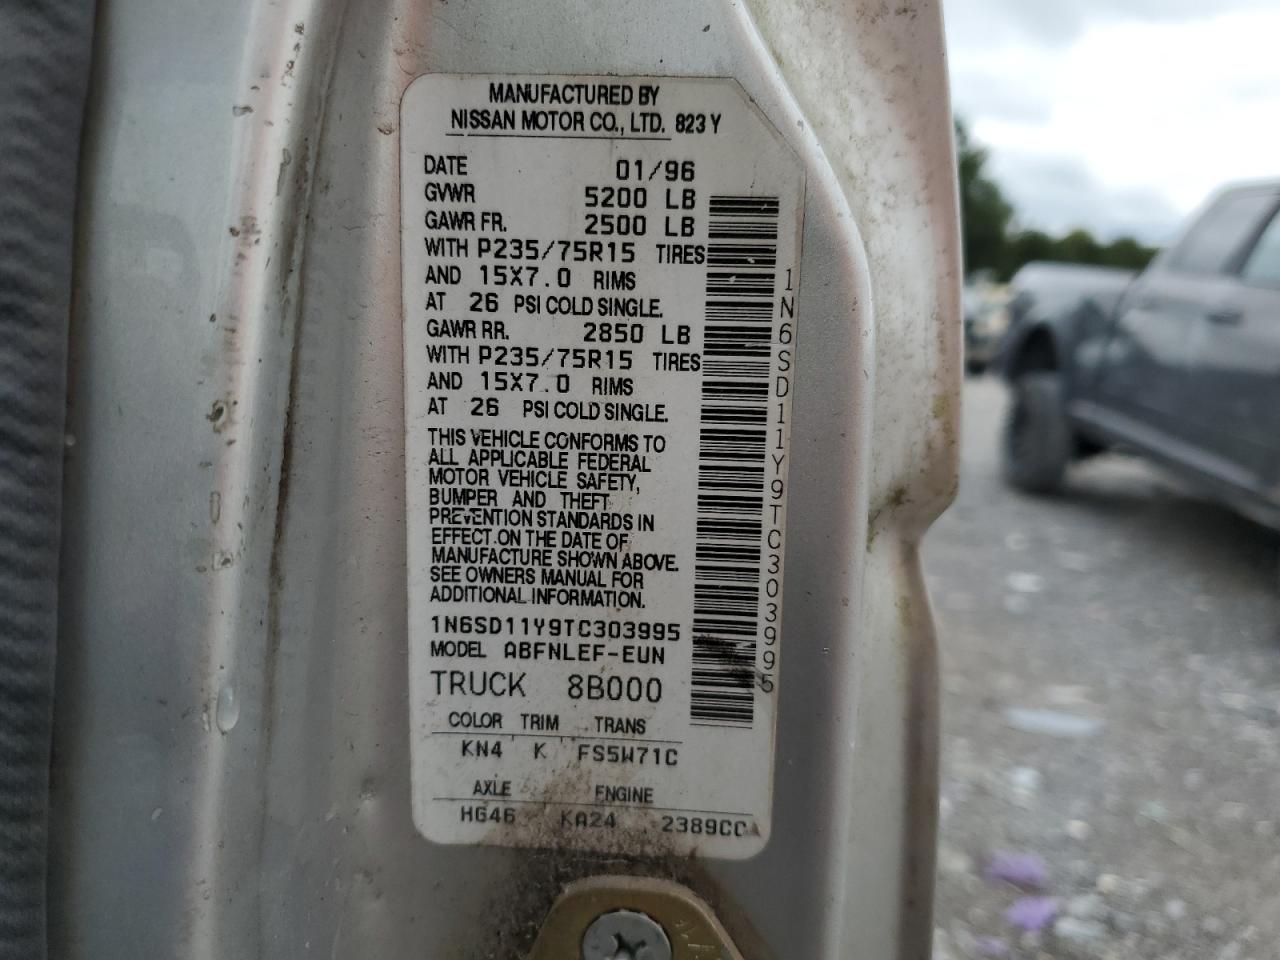 MANUFACTURED BY
NISSAN MOTOR CO., LTD. 823 Y
DATE 01/96
GVWR 5200 LB
GAWR FR. 2500 LB
WITH P235/75R15 TIRES
AND 15X7.0 RIMS
AT 26 PSI COLD SINGLE.
GAWR RR. 2850 LB
WITH P235/75R15 TIRES
AND 15X7.0 RIMS
AT 26 PSI COLD SINGLE.
THIS VEHICLE CONFORMS TO
ALL APPLICABLE FEDERAL
MOTOR VEHICLE SAFETY,
BUMPER AND THEFT
PREVENTION STANDARDS IN
EFFECT ON THE DATE OF
MANUFACTURE SHOWN ABOVE.
SEE OWNERS MANUAL FOR
ADDITIONAL INFORMATION.
1N6SD11Y9TC303995
MODEL ABFNLEF-EUN
TRUCK 8B000
COLOR TRIM TRANS
KN4 K FS5W71C
AXLE ENGINE
HG46 KA24 2389CC
1N6SD11Y9TC303995